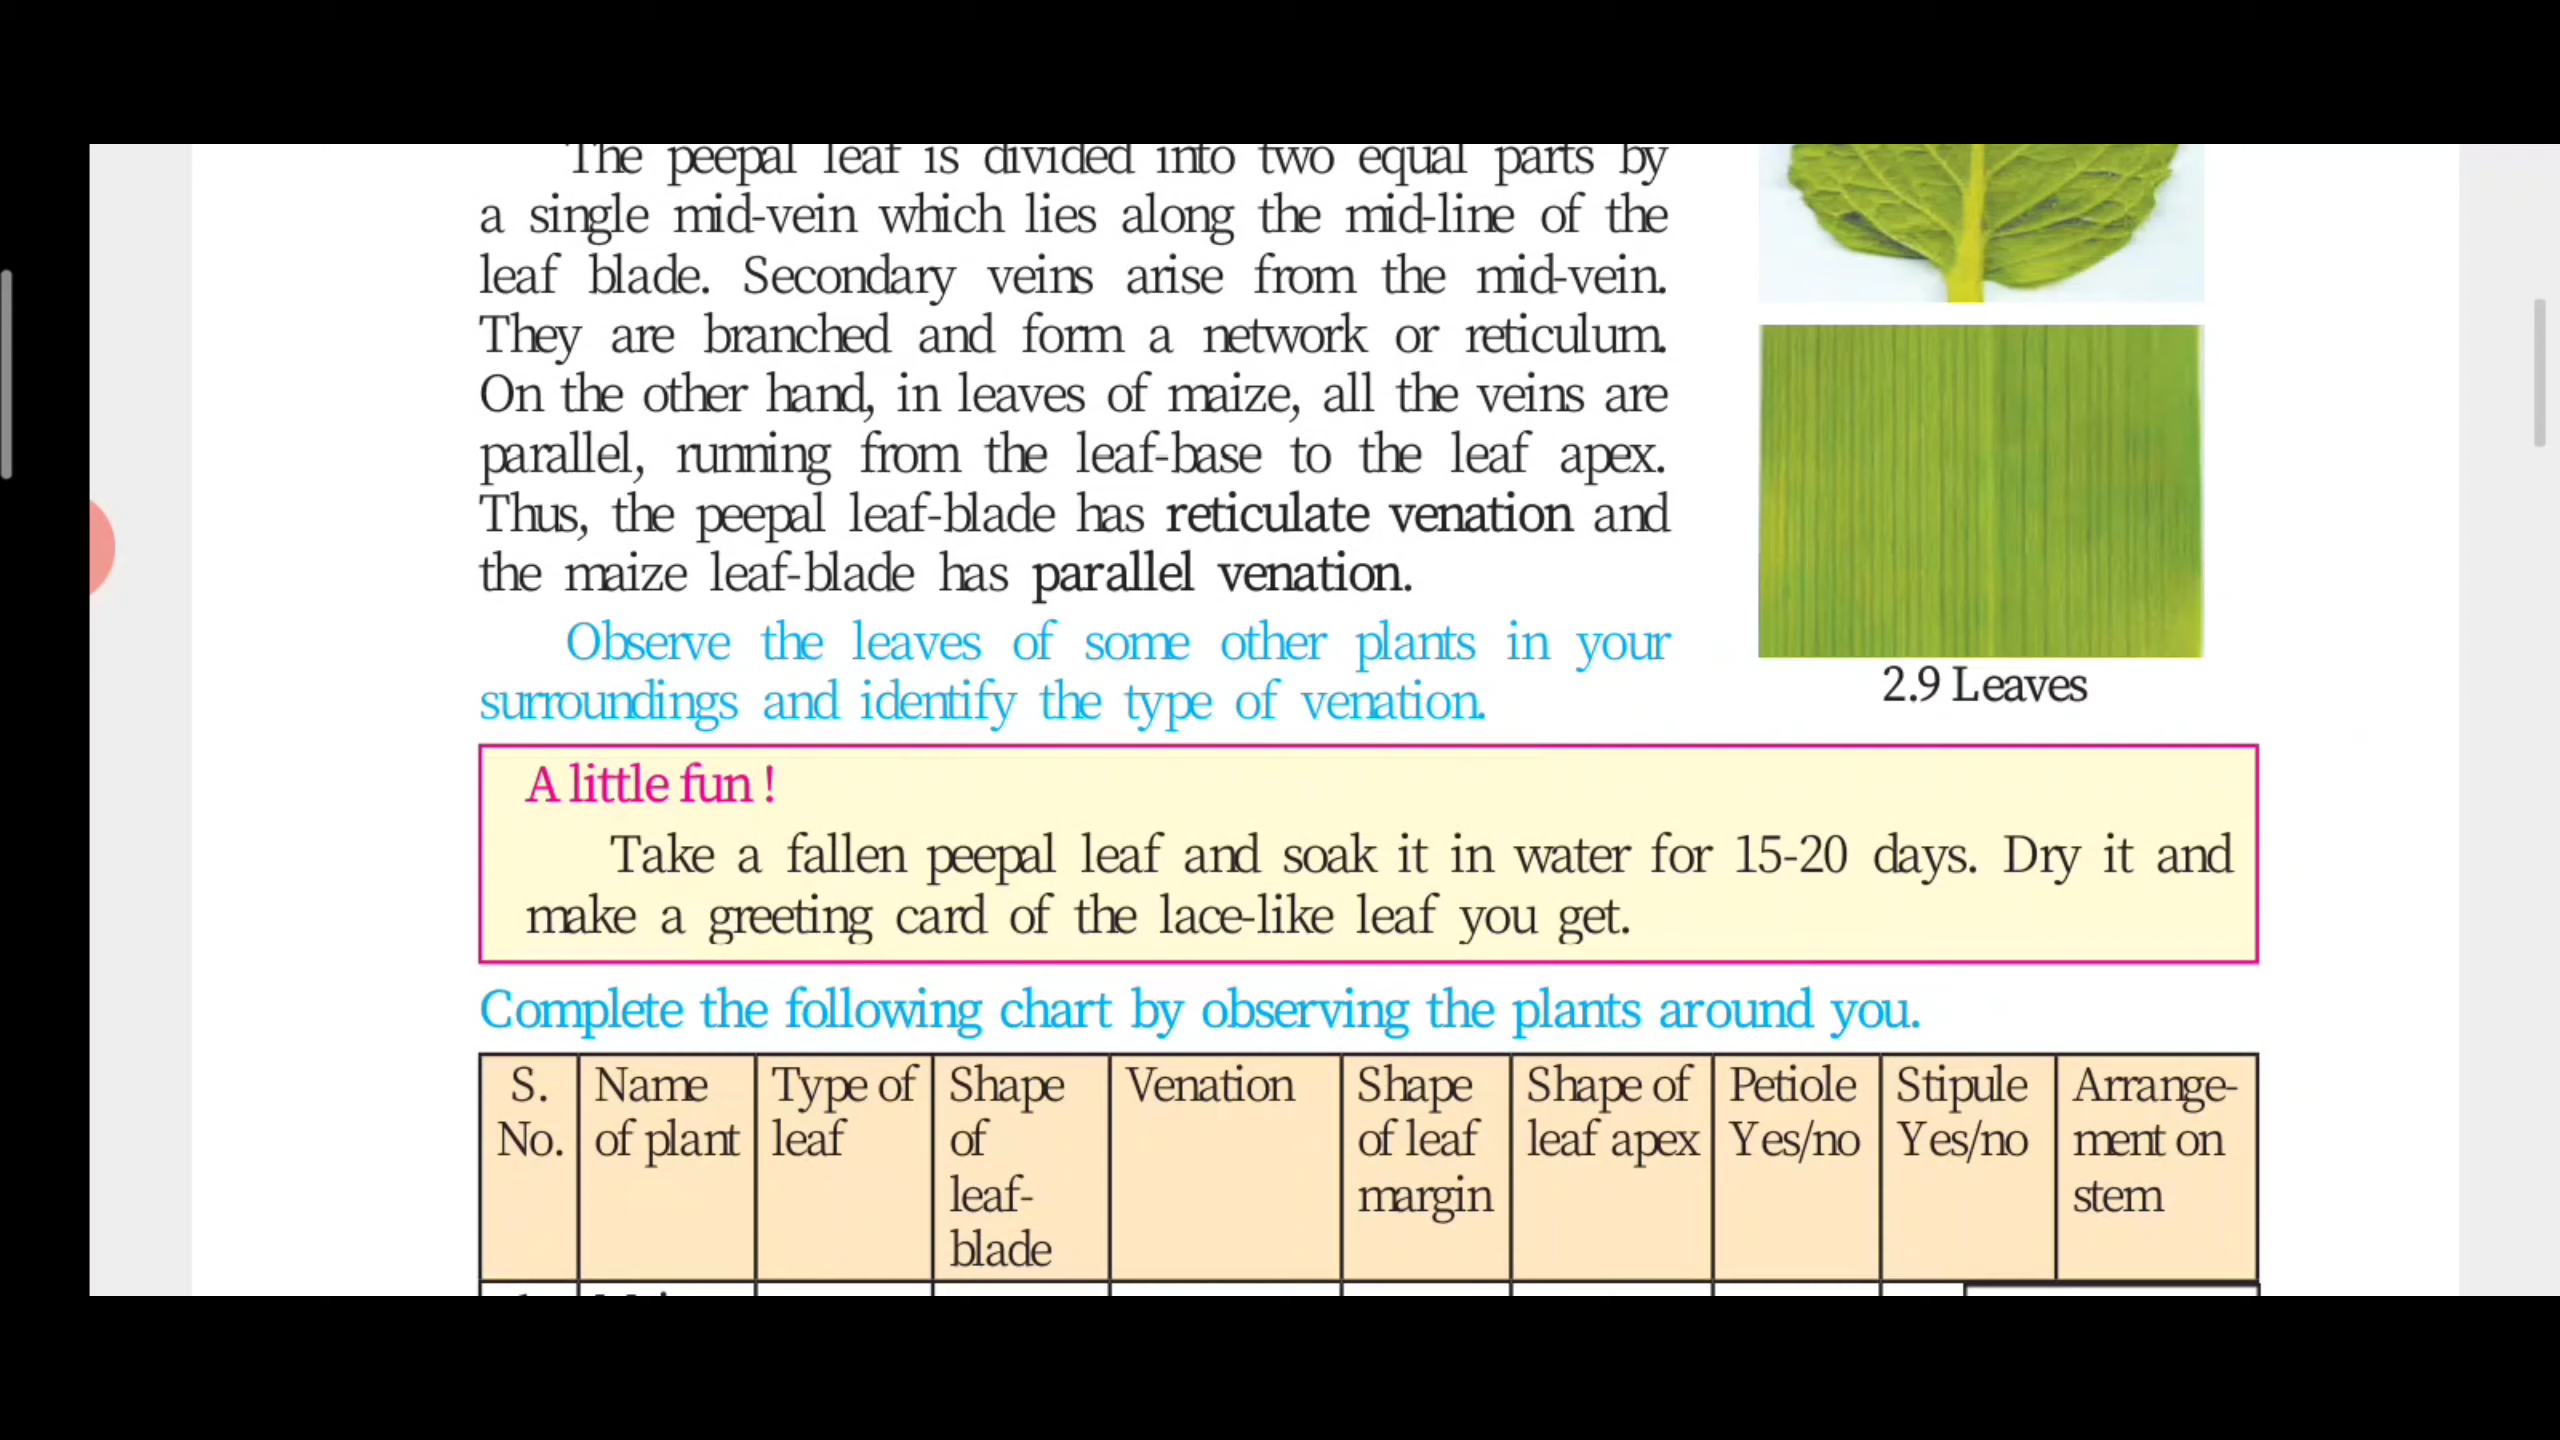 The peepal leaf is divided into two equal parts by
a single mid-vein which lies along the mid-line of the
leaf blade. Secondary veins arise from the mid-vein.
They are branched and form a network or reticulum.
On the other hand, in leaves of maize, all the veins are
parallel, running from the leaf-base to the leaf apex.
Thus, the peepal leaf-blade has reticulate venation and
the maize leaf-blade has parallel venation.
Observe the leaves of some other plants in your
surroundings and identify the type of venation.
2.9 Leaves
A little fun !
Take a fallen peepal leaf and soak it in water for 15-20 days. Dry it and
make a greeting card of the lace-like leaf you get.
Complete the following chart by observing the plants around you.
S. No.
Name of plant
Type of leaf
Shape of leaf-blade
Venation
Shape of leaf margin
Shape of leaf apex
Petiole Yes/no
Stipule Yes/no
Arrange-ment on stem